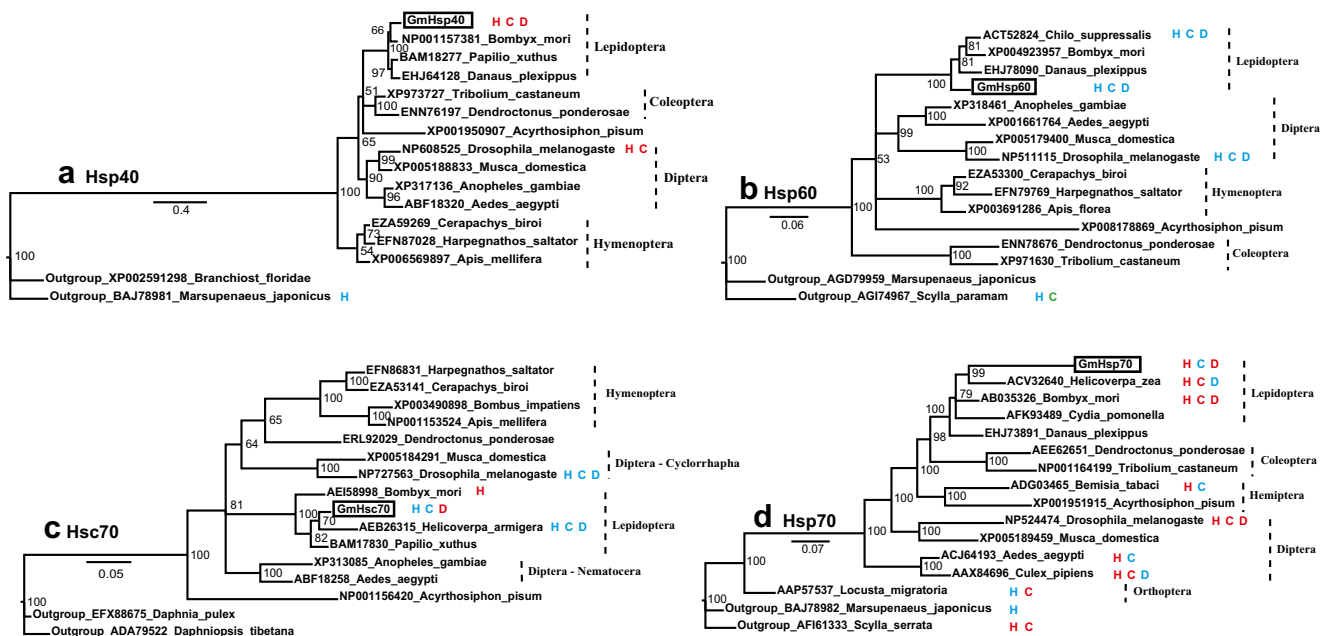 GmHsp40 H C D
66
NP001157381_Bombyx_mori
100
BAM18277_Papilio_xuthus
Lepidoptera
97
EHJ64128_Danaus_plexippus
51
XP973727_Tribolium_castaneum
100
Coleoptera
ENN76197_Dendroctonus_ponderosae
XP001950907_Acyrthosiphon_pisum
65
NP608525_Drosophila_melanogaste H C
99
XP005188833_Musca_domestica
90
Diptera
a Hsp40
100
XP317136_Anopheles_gambiae
96
ABF18320_Aedes_aegypti
0.4
EZA59269_Cerapachys_biroi
73
EFN87028_Harpegnathos_saltator
Hymenoptera
54
XP006569897_Apis_mellifera
100
Outgroup_XP002591298_Branchiost_floridae
Outgroup_BAJ78981_Marsupenaeus_japonicus H
ACT52824_Chilo_suppressalis H C D
81
XP004923957_Bombyx_mori
Lepidoptera
81
EHJ78090_Danaus_plexippus
100
GmHsp60 H C D
XP318461_Anopheles_gambiae
100
XP001661764_Aedes_aegypti
Diptera
99
XP005179400_Musca_domestica
100
53
NP511115_Drosophila_melanogaste H C D
EZA53300_Cerapachys_biroi
92
b Hsp60
100
EFN79769_Harpegnathos_saltator
Hymenoptera
100
XP003691286_Apis_florea
0.06
XP008178869_Acyrthosiphon_pisum
ENN78676_Dendroctonus_ponderosae
100
Coleoptera
XP971630_Tribolium_castaneum
100
Outgroup_AGD79959_Marsupenaeus_japonicus
Outgroup_AGI74967_Scylla_paramam H C
EFN86831_Harpegnathos_saltator
100
EZA53141_Cerapachys_biroi
Hymenoptera
100
XP003490898_Bombus_impatiens
65
100
NP001153524_Apis_mellifera
64
ERL92029_Dendroctonus_ponderosae
XP005184291_Musca_domestica
100
Diptera - Cyclorrhapha
NP727563_Drosophila_melanogaste H C D
AEI58998_Bombyx_mori H
81
100
GmHsc70 H C D
70
AEB26315_Helicoverpa_armigera H C D
Lepidoptera
c Hsc70
82
BAM17830_Papilio_xuthus
100
XP313085_Anopheles_gambiae
0.05
100
Diptera - Nematocera
ABF18258_Aedes_aegypti
NP001156420_Acyrthosiphon_pisum
100
Outgroup_EFX88675_Daphnia_pulex
Outgroup_ADA79522_Daphniopsis_tibetana
GmHsp70 H C D
99
ACV32640_Helicoverpa_zea H C D
Lepidoptera
79
AB035326_Bombyx_mori H C D
100
AFK93489_Cydia_pomonella
98
EHJ73891_Danaus_plexippus
AEE62651_Dendroctonus_ponderosae
100
Coleoptera
100
NP001164199_Tribolium_castaneum
ADG03465_Bemisia_tabaci H C
100
Hemiptera
XP001951915_Acyrthosiphon_pisum
100
NP524474_Drosophila_melanogaste H C D
100
d Hsp70
XP005189459_Musca_domestica
Diptera
100
ACJ64193_Aedes_aegypti H C
0.07
100
AAX84696_Culex_pipiens H C D
100
AAP57537_Locusta_migratoria H C
Orthoptera
100
Outgroup_BAJ78982_Marsupenaeus_japonicus H
Outgroup_AFI61333_Scylla_serrata H C